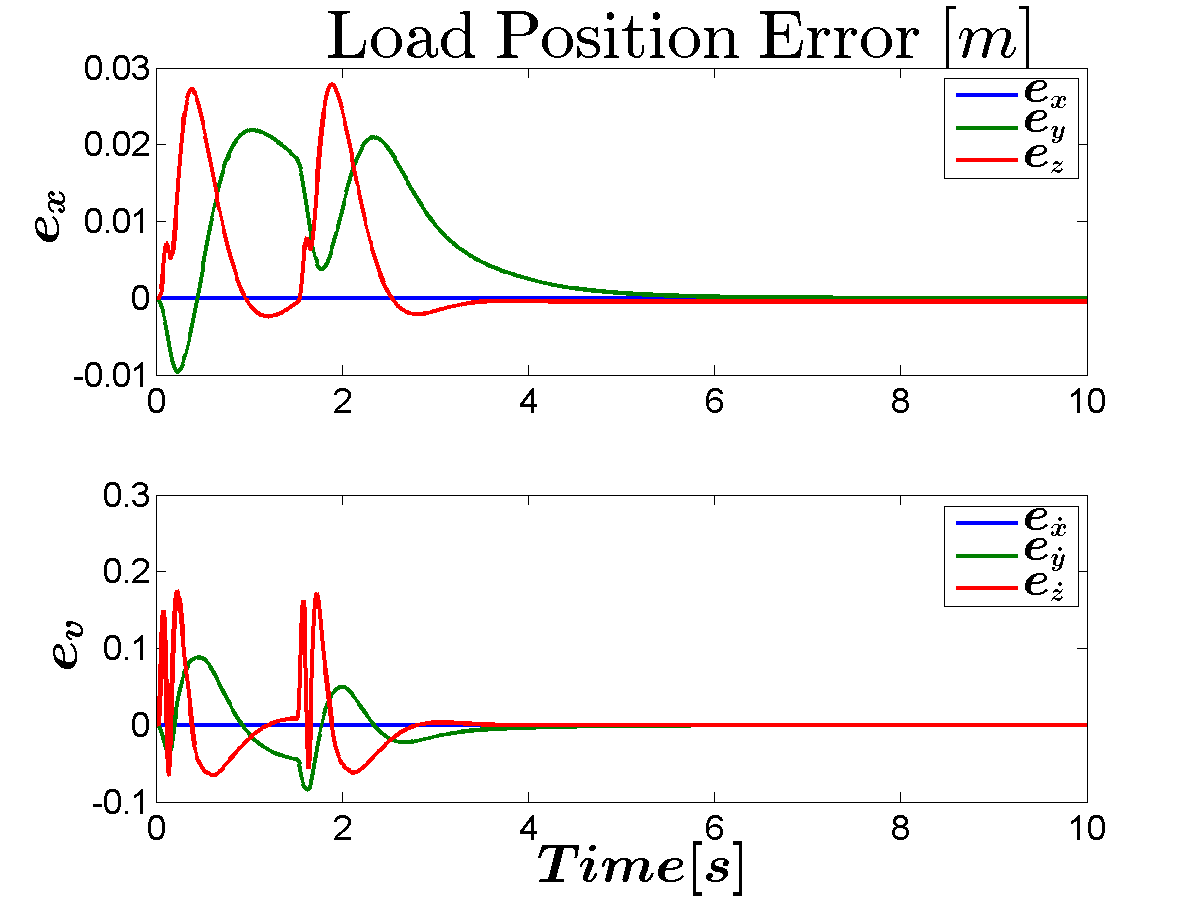 Load Position Error [m]
0.03
0.02
0.01
0
-0.01
e_x
e_x
e_y
e_z
0 2 4 6 8 10
0.3
0.2
0.1
0
-0.1
e_v
e_ẋ
e_ẏ
e_ż
0 2 4 6 8 10
Time[s]